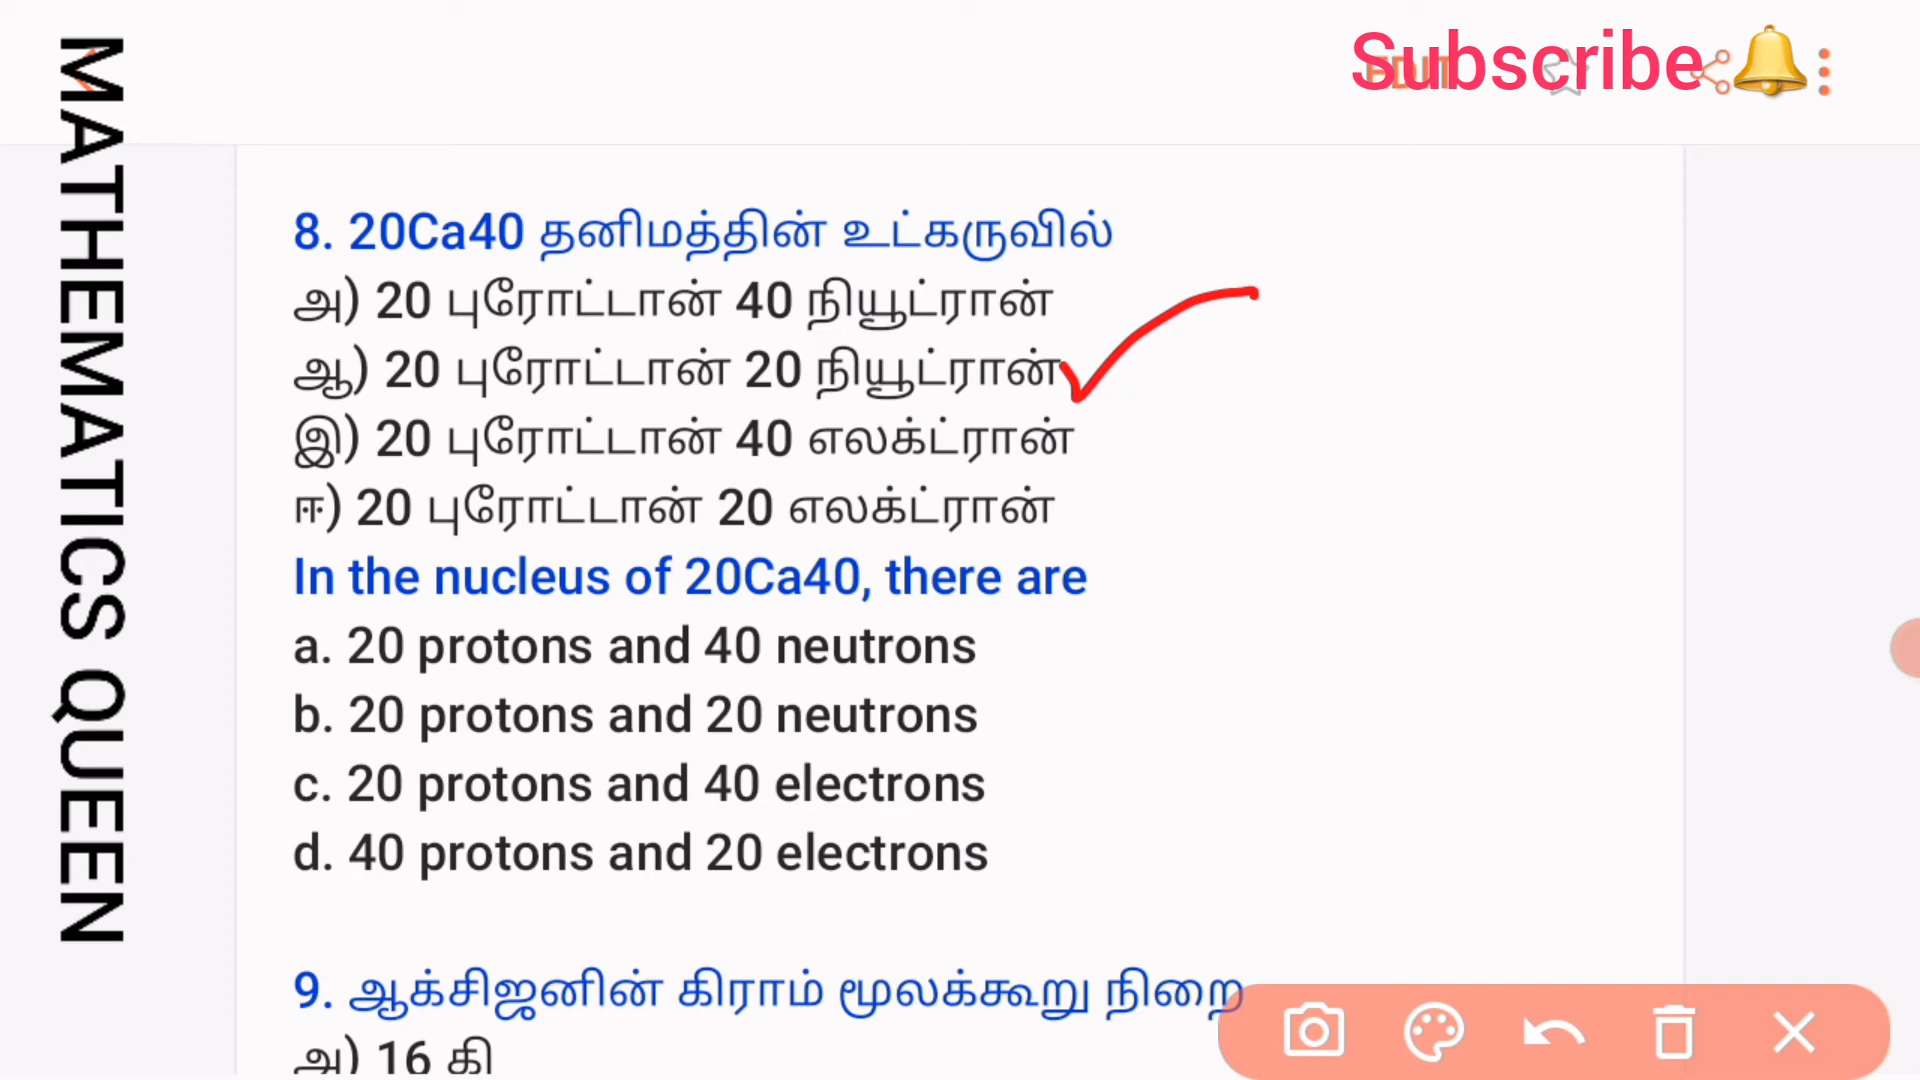 MATHEMATICS QUEEN
Subscribe
8. 20Ca40 தனிமத்தின் உட்கருவில்
அ) 20 புரோட்டான் 40 நியூட்ரான்
ஆ) 20 புரோட்டான் 20 நியூட்ரான்
இ) 20 புரோட்டான் 40 எலக்ட்ரான்
ஈ) 20 புரோட்டான் 20 எலக்ட்ரான்
In the nucleus of 20Ca40, there are
a. 20 protons and 40 neutrons
b. 20 protons and 20 neutrons
c. 20 protons and 40 electrons
d. 40 protons and 20 electrons
9. ஆக்சிஜனின் கிராம் மூலக்கூறு நிறை
அ) 16 கி